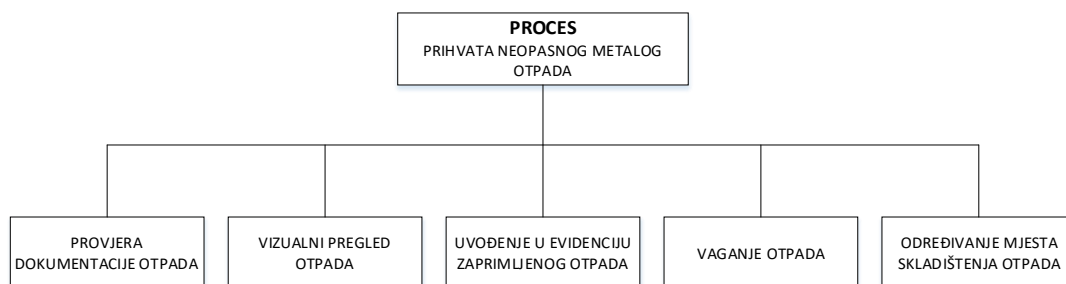 PROCES
PRIHVATA NEOPASNOG METALOG
OTPADA
PROVJERA
DOKUMENTACIJE OTPADA
VIZUALNI PREGLED
OTPADA
UVOĐENJE U EVIDENCIJU
ZAPRIMLJENOG OTPADA
VAGANJE OTPADA
ODREĐIVANJE MJESTA
SKLADIŠTENJA OTPADA